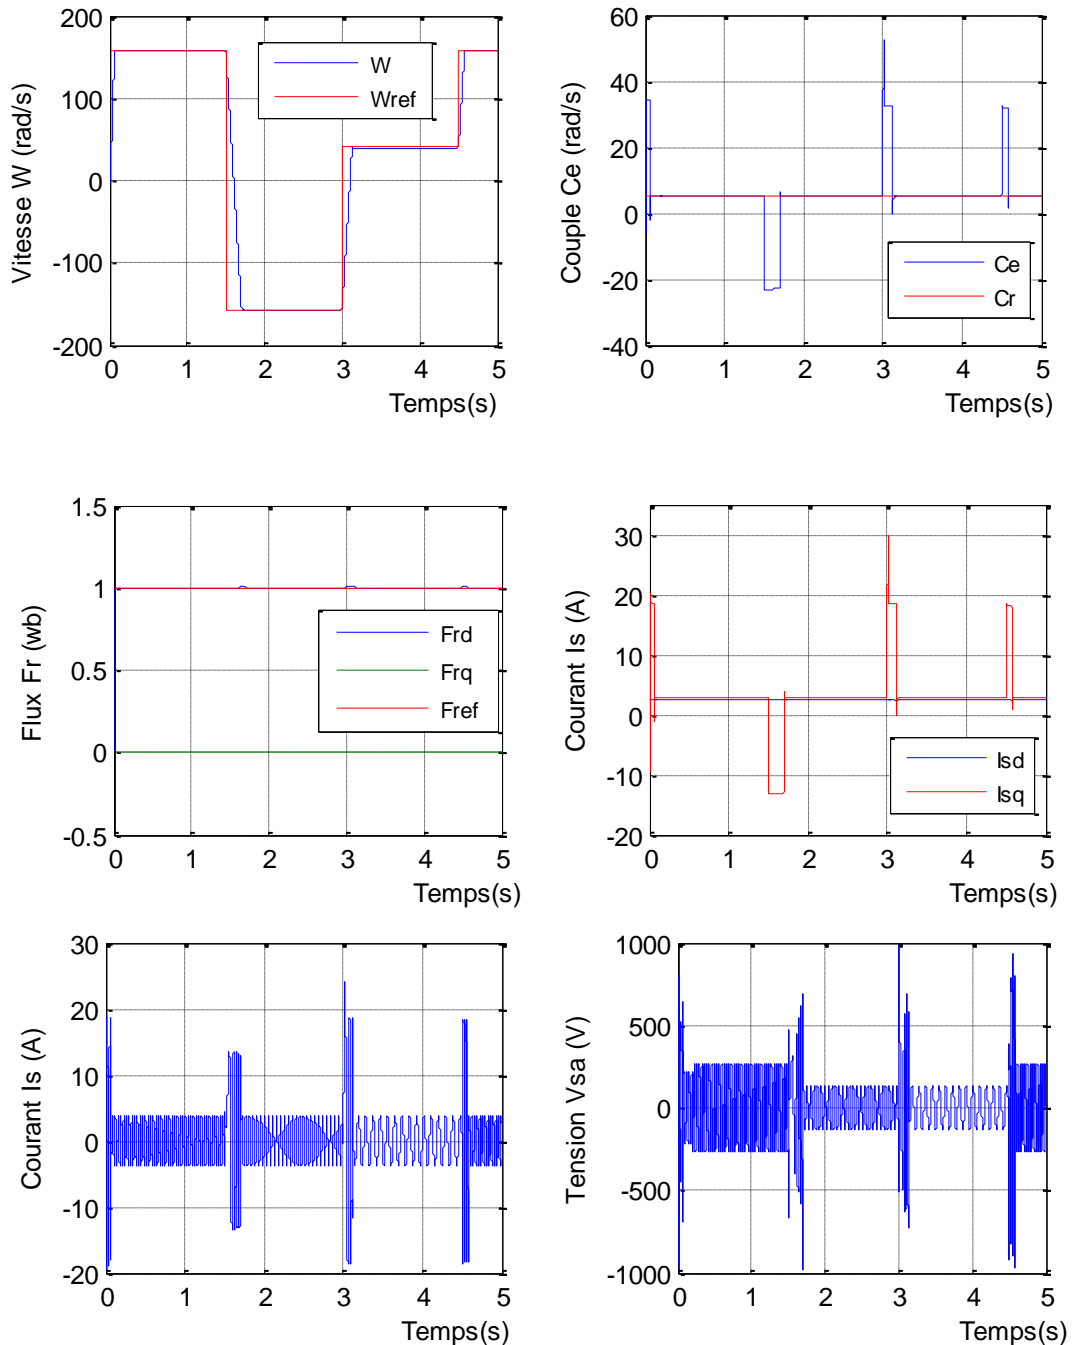 200
100
0
-100
-200
Vitesse W (rad/s)
W
Wref
0 1 2 3 4 5
Temps(s)
60
40
20
0
-20
-40
Couple Ce (rad/s)
Ce
Cr
0 1 2 3 4 5
Temps(s)
1.5
1
0.5
0
-0.5
Flux Fr (wb)
Frd
Frq
Fref
0 1 2 3 4 5
Temps(s)
30
20
10
0
-10
-20
Courant Is (A)
Isd
Isq
0 1 2 3 4 5
Temps(s)
30
20
10
0
-10
-20
Courant Is (A)
0 1 2 3 4 5
Temps(s)
1000
500
0
-500
-1000
Tension Vsa (V)
0 1 2 3 4 5
Temps(s)